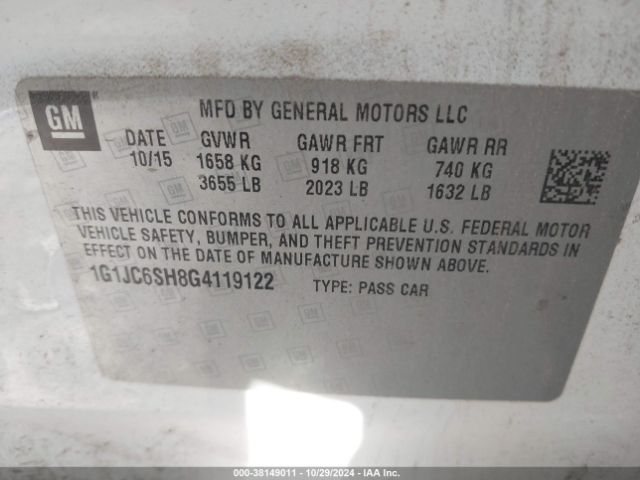 GM
MFD BY GENERAL MOTORS LLC
DATE GVWR GAWR FRT GAWR RR
10/15 1658 KG 918 KG 740 KG
3655 LB 2023 LB 1632 LB
THIS VEHICLE CONFORMS TO ALL APPLICABLE U.S. FEDERAL MOTOR
VEHICLE SAFETY, BUMPER, AND THEFT PREVENTION STANDARDS IN
EFFECT ON THE DATE OF MANUFACTURE SHOWN ABOVE.
1G1JC6SH8G4119122 TYPE: PASS CAR
000-38149011 - 10/29/2024 - IAA Inc.